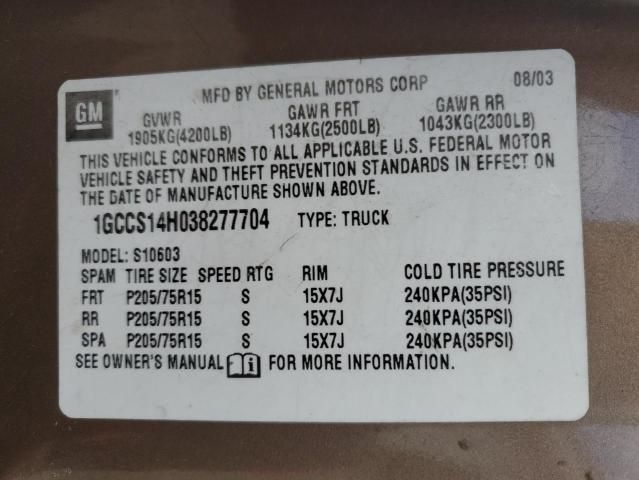 MFD BY GENERAL MOTORS CORP 08/03
GM
GVWR GAWR FRT GAWR RR
1905KG(4200LB) 1134KG(2500LB) 1043KG(2300LB)
THIS VEHICLE CONFORMS TO ALL APPLICABLE U.S. FEDERAL MOTOR
VEHICLE SAFETY AND THEFT PREVENTION STANDARDS IN EFFECT ON
THE DATE OF MANUFACTURE SHOWN ABOVE.
1GCCS14H038277704 TYPE: TRUCK
MODEL: S10603
SPAM TIRE SIZE SPEED RTG RIM COLD TIRE PRESSURE
FRT P205/75R15 S 15X7J 240KPA(35PSI)
RR P205/75R15 S 15X7J 240KPA(35PSI)
SPA P205/75R15 S 15X7J 240KPA(35PSI)
SEE OWNER'S MANUAL FOR MORE INFORMATION.